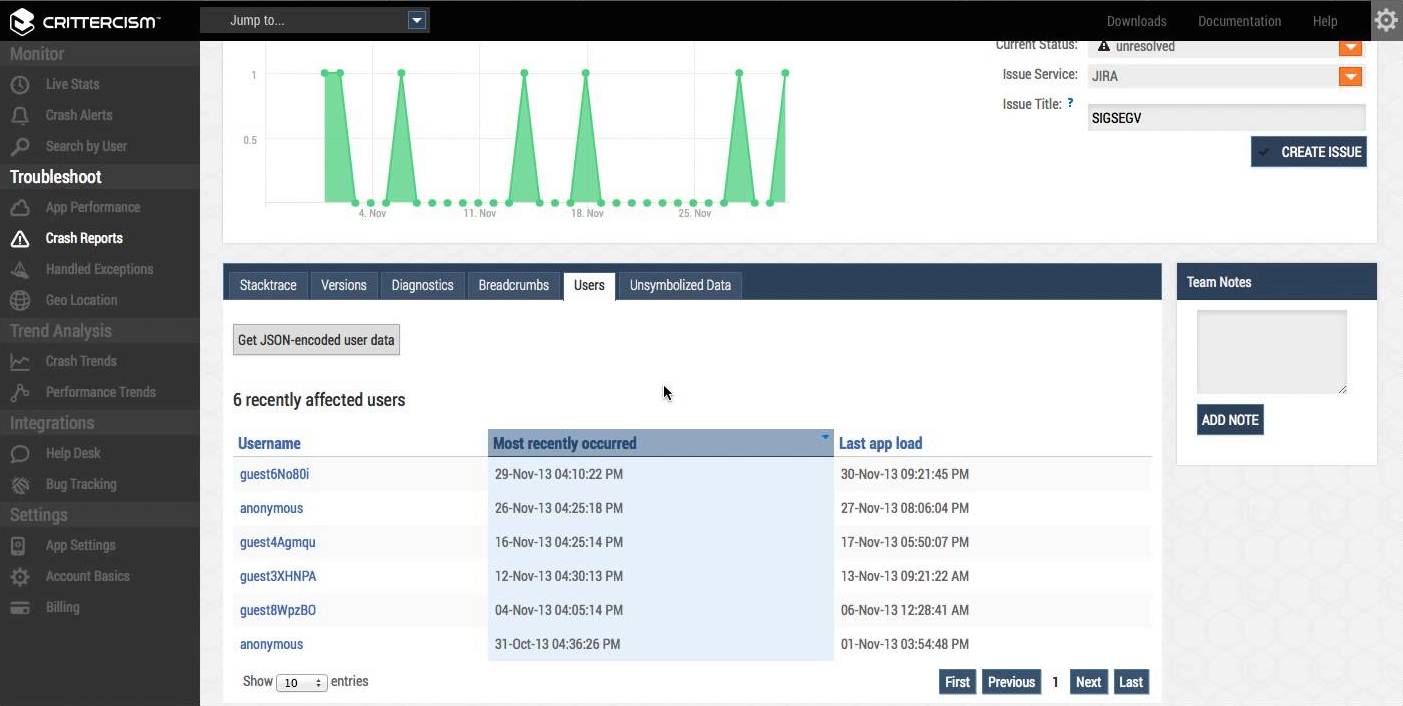 CRITTERCISM™
Jump to...
Downloads Documentation Help
Monitor
Live Stats
Crash Alerts
Search by User
Troubleshoot
App Performance
Crash Reports
Handled Exceptions
Geo Location
Trend Analysis
Crash Trends
Performance Trends
Integrations
Help Desk
Bug Tracking
Settings
App Settings
Account Basics
Billing
1
0.5
4. Nov 11. Nov 18. Nov 25. Nov
Current Status: unresolved
Issue Service: JIRA
Issue Title: ? SIGSEGV
CREATE ISSUE
Stacktrace Versions Diagnostics Breadcrumbs Users Unsymbolized Data
Get JSON-encoded user data
6 recently affected users
Username Most recently occurred Last app load
guest6No80i 29-Nov-13 04:10:22 PM 30-Nov-13 09:21:45 PM
anonymous 26-Nov-13 04:25:18 PM 27-Nov-13 08:06:04 PM
guest4Agmqu 16-Nov-13 04:25:14 PM 17-Nov-13 05:50:07 PM
guest3XHNPA 12-Nov-13 04:30:13 PM 13-Nov-13 09:21:22 AM
guest8WpzBO 04-Nov-13 04:05:14 PM 06-Nov-13 12:28:41 AM
anonymous 31-Oct-13 04:36:26 PM 01-Nov-13 03:54:48 PM
Show 10 entries
First Previous 1 Next Last
Team Notes
ADD NOTE